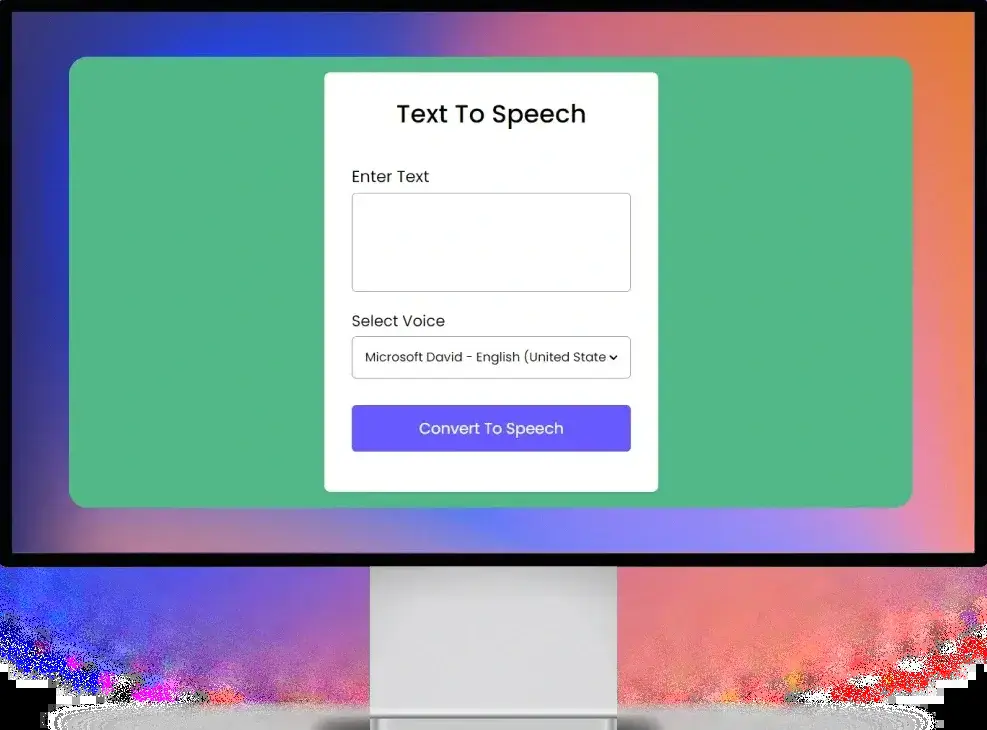 Text To Speech
Enter Text
Select Voice
Microsoft David - English (United State
Convert To Speech